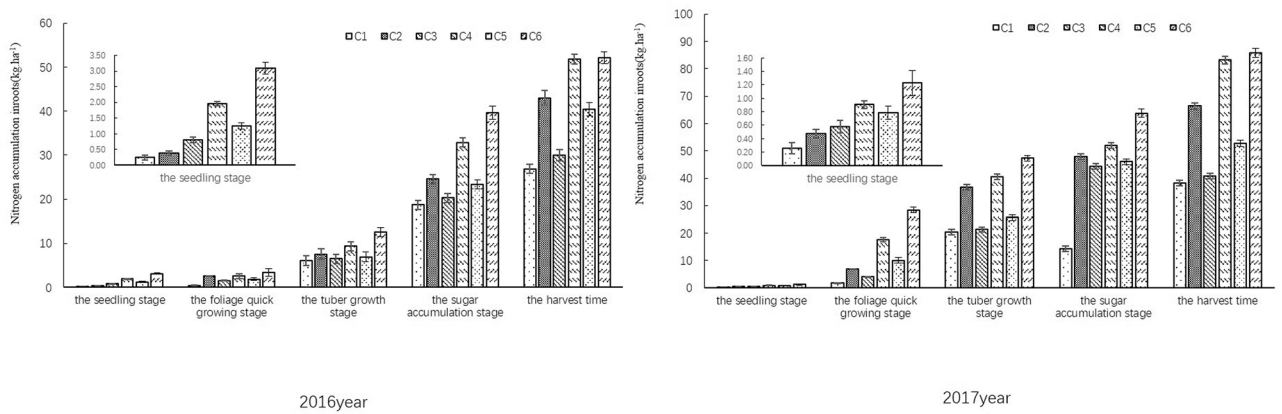 60
50
40
30
20
10
0
Nitrogen accumulation inroots(kg.ha-1)
C1 C2 C3 C4 C5 C6
3.50
3.00
2.50
2.00
1.50
1.00
0.50
0.00
the seedling stage
the seedling stage
the foliage quick
growing stage
the tuber growth
stage
the sugar
accumulation stage
the harvest time
2016year
100
90
80
70
60
50
40
30
20
10
0
Nitrogen accumulation inroots(kg.ha-1)
C1 C2 C3 C4 C5 C6
1.60
1.40
1.20
1.00
0.80
0.60
0.40
0.20
0.00
the seedling stage
the seedling stage
the foliage quick
growing stage
the tuber growth
stage
the sugar
accumulation stage
the harvest time
2017year